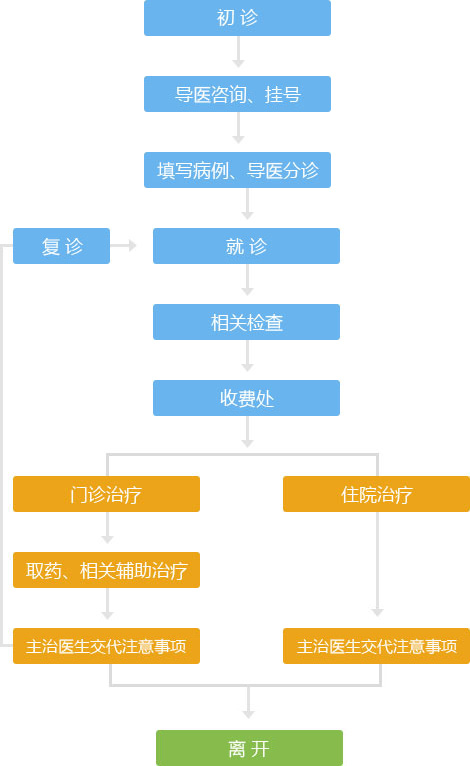 初 诊
导医咨询、挂号
填写病例、导医分诊
复 诊
就 诊
相关检查
收费处
门诊治疗
住院治疗
取药、相关辅助治疗
主治医生交代注意事项
主治医生交代注意事项
离 开